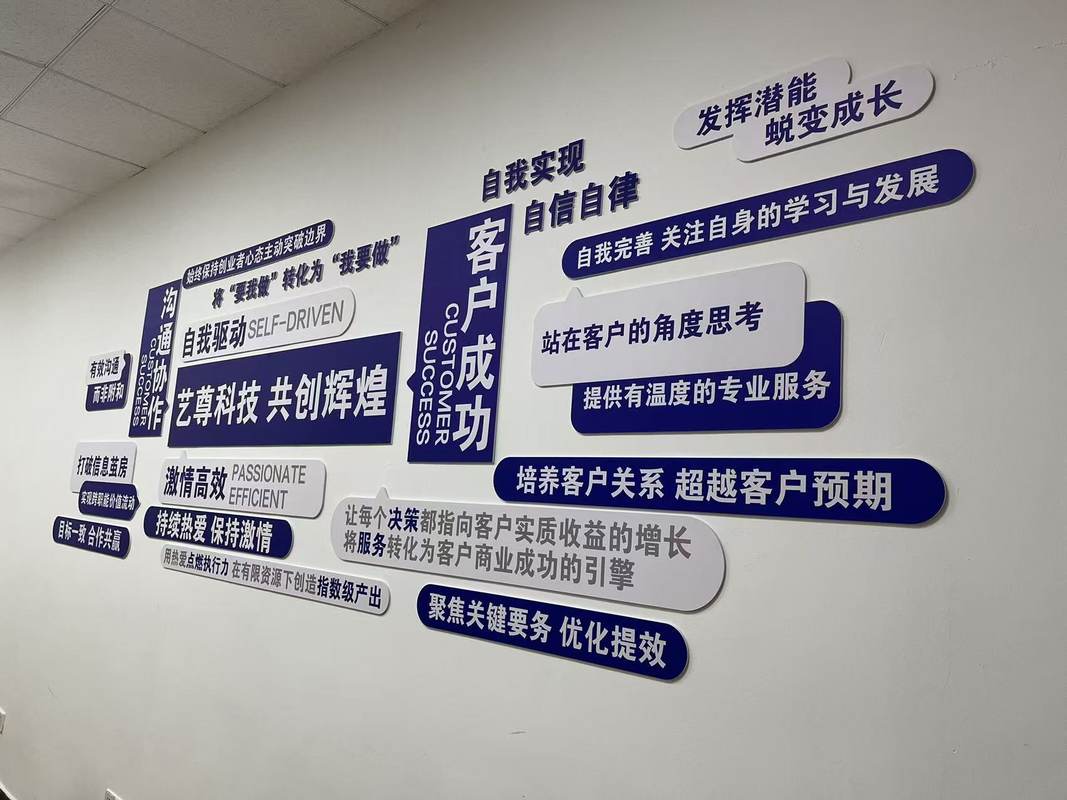 发挥潜能
蜕变成长
自我实现
自信自律
自我完善 关注自身的学习与发展
始终保持创业者心态主动突破边界
将“要我做”转化为“我要做”
自我驱动 SELF-DRIVEN
沟通协作
CUSTOMER
SUCCESS
艺尊科技 共创辉煌
客户成功
CUSTOMER
SUCCESS
站在客户的角度思考
提供有温度的专业服务
有效沟通
而非附和
打破信息茧房
实现跨职能价值流动
目标一致 合作共赢
激情高效 PASSIONATE
EFFICIENT
持续热爱 保持激情
用热爱点燃执行力 在有限资源下创造指数级产出
培养客户关系 超越客户预期
让每个决策都指向客户实质收益的增长
将服务转化为客户商业成功的引擎
聚焦关键要务 优化提效